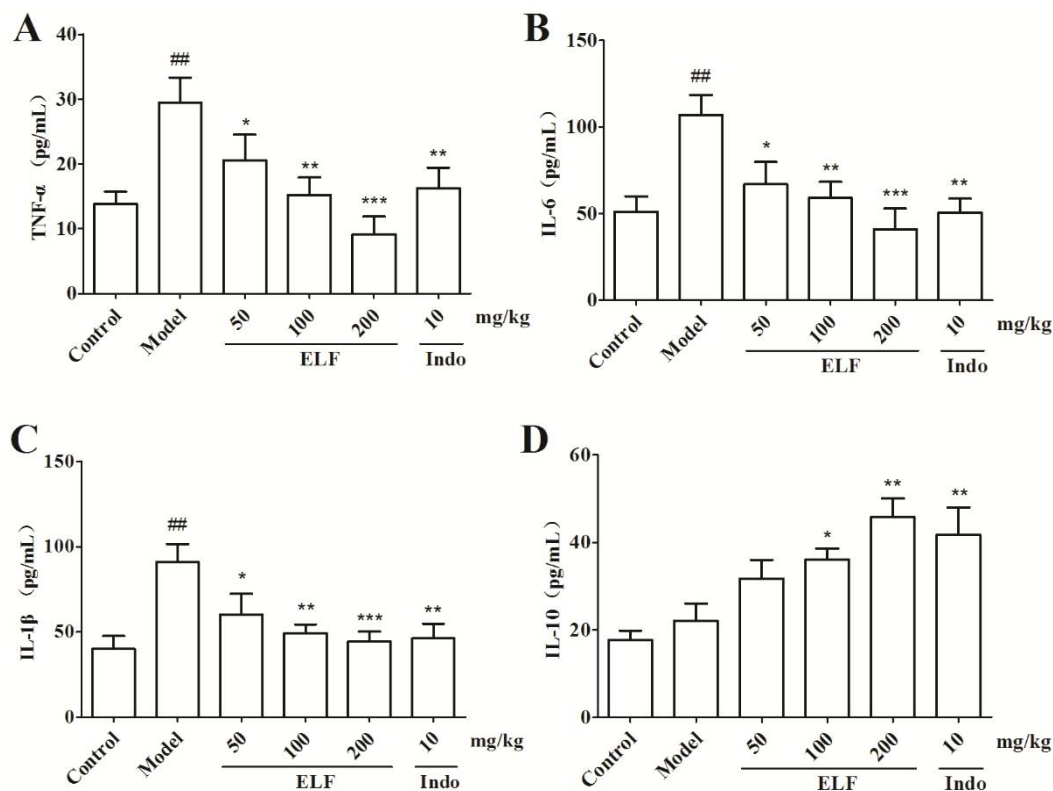 A
TNF-α （pg/mL）
40
30
20
10
0
##
*
**
***
**
Control
Model
50
100
200
10
mg/kg
ELF
Indo
B
IL-6（pg/mL）
150
100
50
0
##
*
**
***
**
Control
Model
50
100
200
10
mg/kg
ELF
Indo
C
IL-1β （pg/mL）
150
100
50
0
##
*
**
***
**
Control
Model
50
100
200
10
mg/kg
ELF
Indo
D
IL-10（pg/mL）
60
40
20
0
*
**
**
Control
Model
50
100
200
10
mg/kg
ELF
Indo